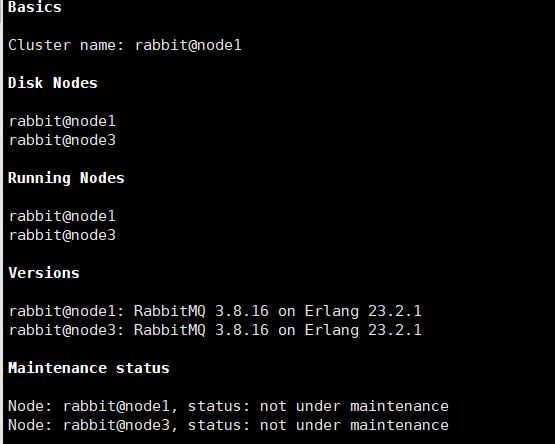 Basics
Cluster name: rabbit@node1
Disk Nodes
rabbit@node1
rabbit@node3
Running Nodes
rabbit@node1
rabbit@node3
Versions
rabbit@node1: RabbitMQ 3.8.16 on Erlang 23.2.1
rabbit@node3: RabbitMQ 3.8.16 on Erlang 23.2.1
Maintenance status
Node: rabbit@node1, status: not under maintenance
Node: rabbit@node3, status: not under maintenance